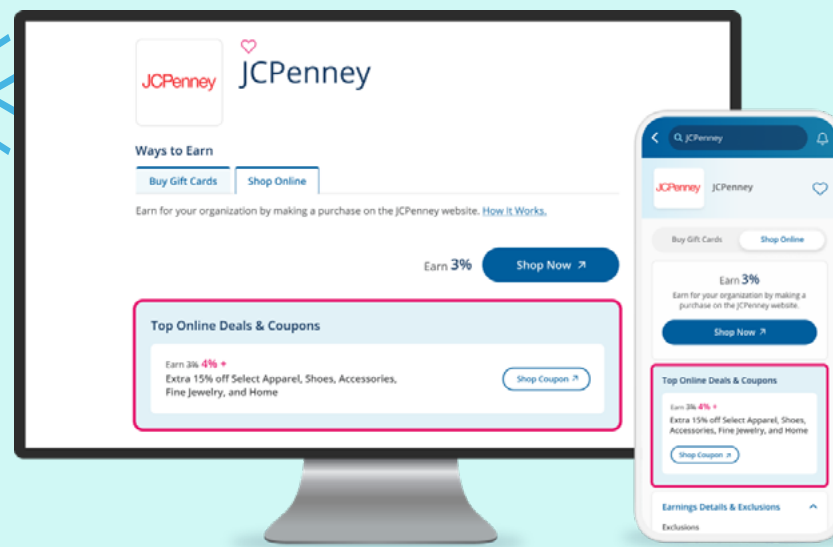 JCPenney
JCPenney
Ways to Earn
Buy Gift Cards
Shop Online
Earn for your organization by making a purchase on the JCPenney website. How It Works.
Earn 3%
Shop Now
Top Online Deals & Coupons
Earn 3% 4% +
Extra 15% off Select Apparel, Shoes, Accessories,
Fine Jewelry, and Home
Shop Coupon
JCPenney
JCPenney
JCPenney
Buy Gift Cards
Shop Online
Earn 3%
Earn for your organization by making a
purchase on the JCPenney website.
Shop Now
Top Online Deals & Coupons
Earn 3% 4% +
Extra 15% off Select Apparel, Shoes,
Accessories, Fine Jewelry, and Home
Shop Coupon
Earnings Details & Exclusions
Exclusions